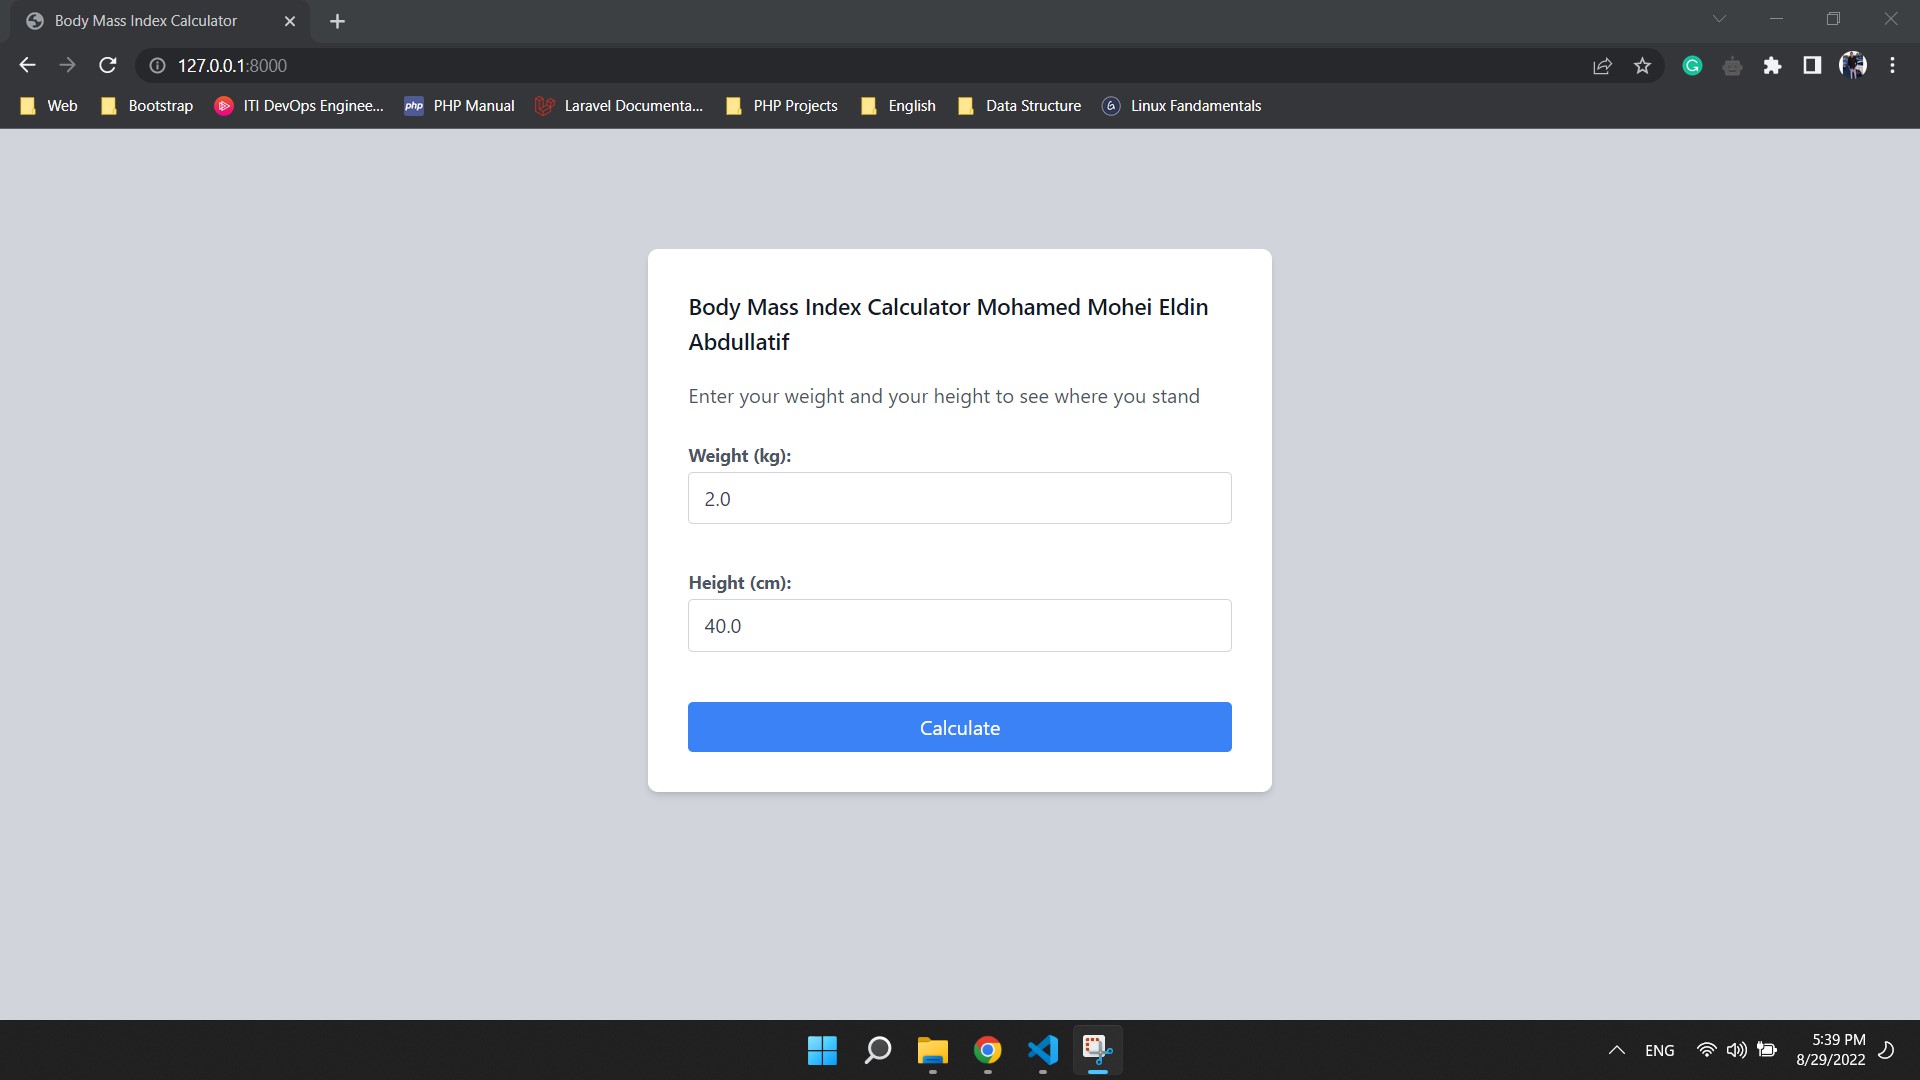 Body Mass Index Calculator
127.0.0.1:8000
Web Bootstrap ITI DevOps Enginee... PHP Manual Laravel Documenta... PHP Projects English Data Structure Linux Fandamentals
Body Mass Index Calculator Mohamed Mohei Eldin
Abdullatif
Enter your weight and your height to see where you stand
Weight (kg):
2.0
Height (cm):
40.0
Calculate
ENG
5:39 PM
8/29/2022